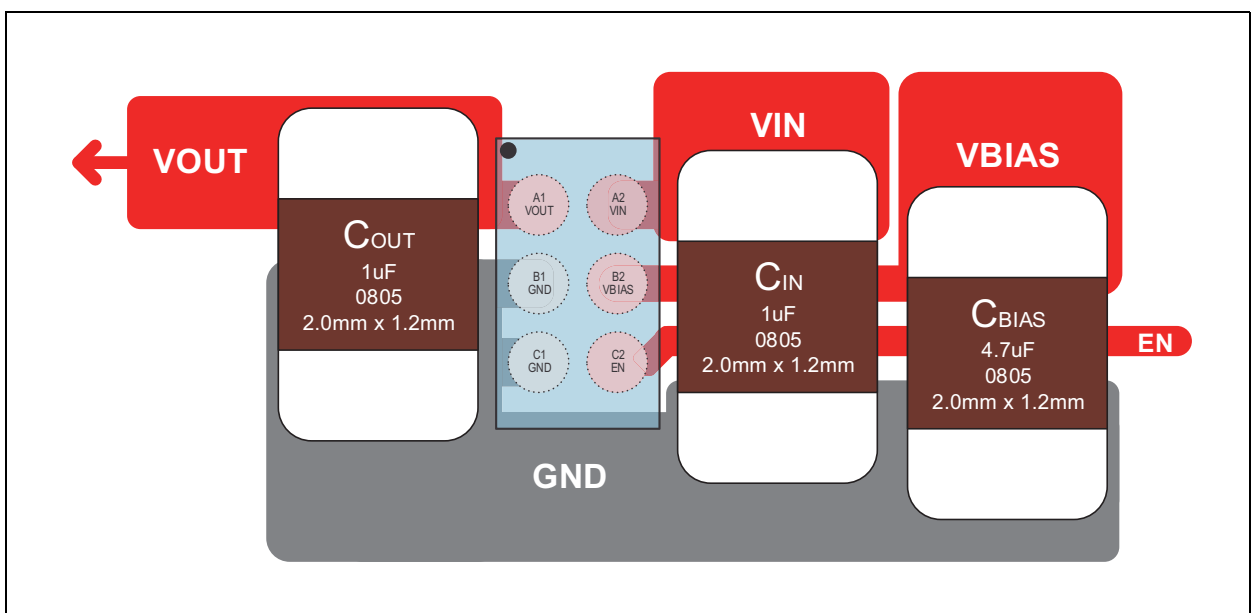 VOUT
VIN
VBIAS
A1
VOUT
A2
VIN
B1
GND
B2
VBIAS
C1
GND
C2
EN
COUT
1uF
0805
2.0mm x 1.2mm
CIN
1uF
0805
2.0mm x 1.2mm
CBIAS
4.7uF
0805
2.0mm x 1.2mm
EN
GND